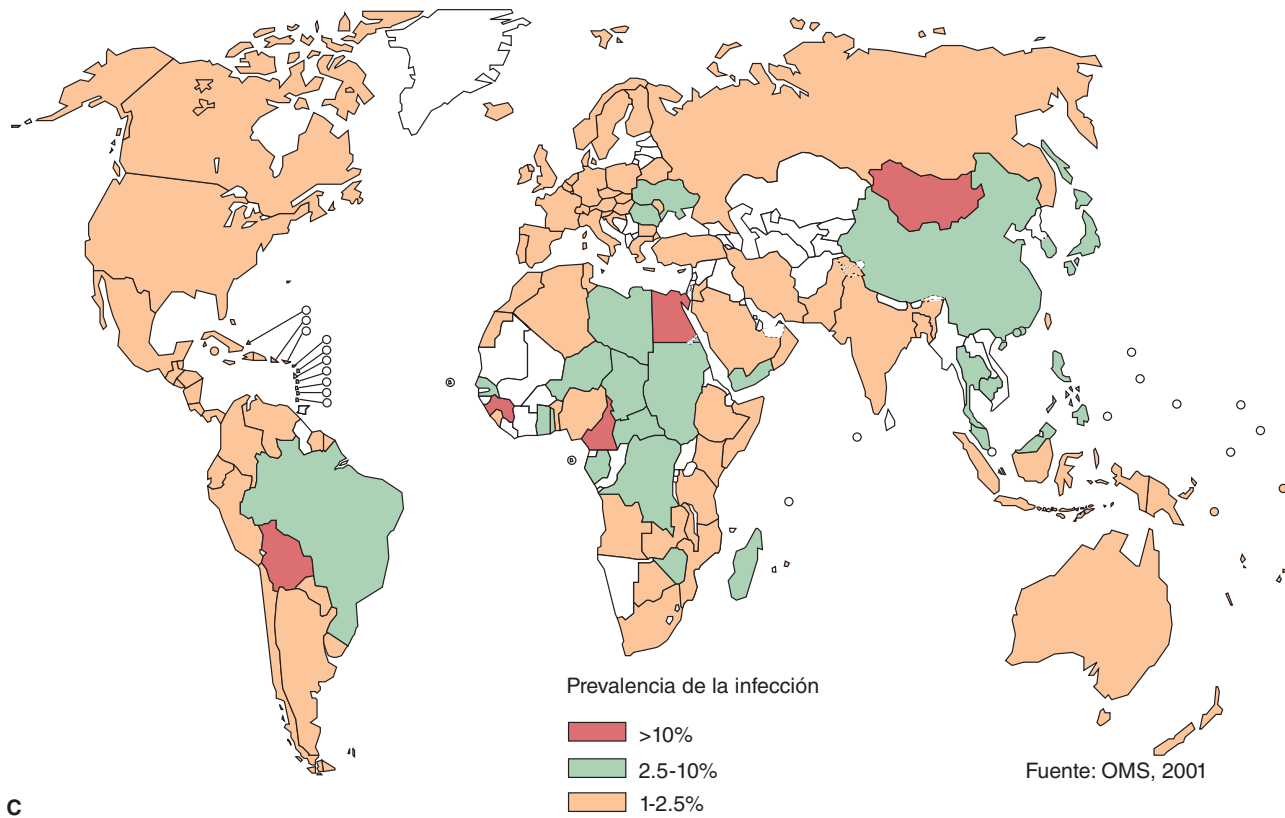 Prevalencia de la infección
>10%
2.5-10%
1-2.5%
Fuente: OMS, 2001
C